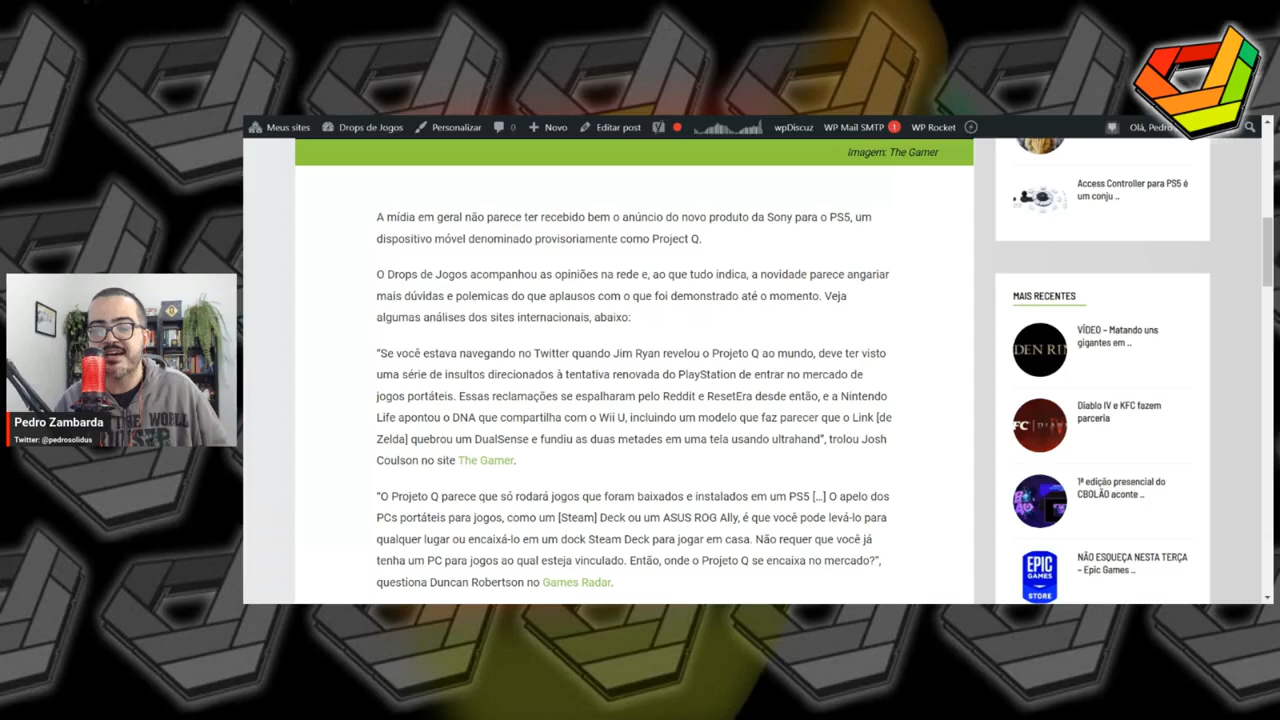 Meus sites
Drops de Jogos
Personalizar
0
Novo
Editar post
wpDiscuz
WP Mail SMTP 1
WP Rocket
Olá, Pedro
Imagem: The Gamer
A mídia em geral não parece ter recebido bem o anúncio do novo produto da Sony para o PS5, um
dispositivo móvel denominado provisoriamente como Project Q.
O Drops de Jogos acompanhou as opiniões na rede e, ao que tudo indica, a novidade parece angariar
mais dúvidas e polemicas do que aplausos com o que foi demonstrado até o momento. Veja
algumas análises dos sites internacionais, abaixo:
“Se você estava navegando no Twitter quando Jim Ryan revelou o Projeto Q ao mundo, deve ter visto
uma série de insultos direcionados à tentativa renovada do PlayStation de entrar no mercado de
jogos portáteis. Essas reclamações se espalharam pelo Reddit e ResetEra desde então, e a Nintendo
Life apontou o DNA que compartilha com o Wii U, incluindo um modelo que faz parecer que o Link [de
Zelda] quebrou um DualSense e fundiu as duas metades em uma tela usando ultrahand”, trolou Josh
Coulson no site The Gamer.
“O Projeto Q parece que só rodará jogos que foram baixados e instalados em um PS5 [...] O apelo dos
PCs portáteis para jogos, como um [Steam] Deck ou um ASUS ROG Ally, é que você pode levá-lo para
qualquer lugar ou encaixá-lo em um dock Steam Deck para jogar em casa. Não requer que você já
tenha um PC para jogos ao qual esteja vinculado. Então, onde o Projeto Q se encaixa no mercado?”,
questiona Duncan Robertson no Games Radar.
Access Controller para PS5 é
um conju ..
MAIS RECENTES
DEN RIN
VÍDEO – Matando uns
gigantes em ..
FC DIA
Diablo IV e KFC fazem
parceria
1ª edição presencial do
CBOLÃO aconte ..
EPIC
GAMES
STORE
NÃO ESQUEÇA NESTA TERÇA
– Epic Games ..
Pedro Zambarda
Twitter: @pedrosolidus